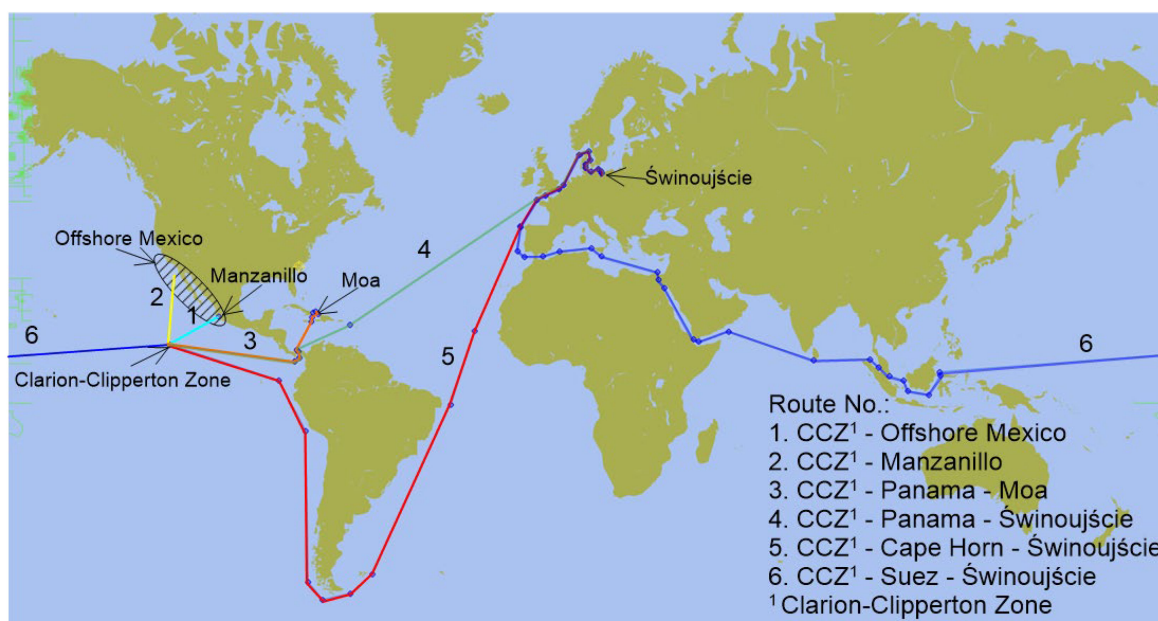 Świnoujście
4
Offshore Mexico
Manzanillo
Moa
2
1
6
3
Clarion-Clipperton Zone
5
6
Route No.:
1. CCZ¹ - Offshore Mexico
2. CCZ¹ - Manzanillo
3. CCZ¹ - Panama - Moa
4. CCZ¹ - Panama - Świnoujście
5. CCZ¹ - Cape Horn - Świnoujście
6. CCZ¹ - Suez - Świnoujście
¹ Clarion-Clipperton Zone